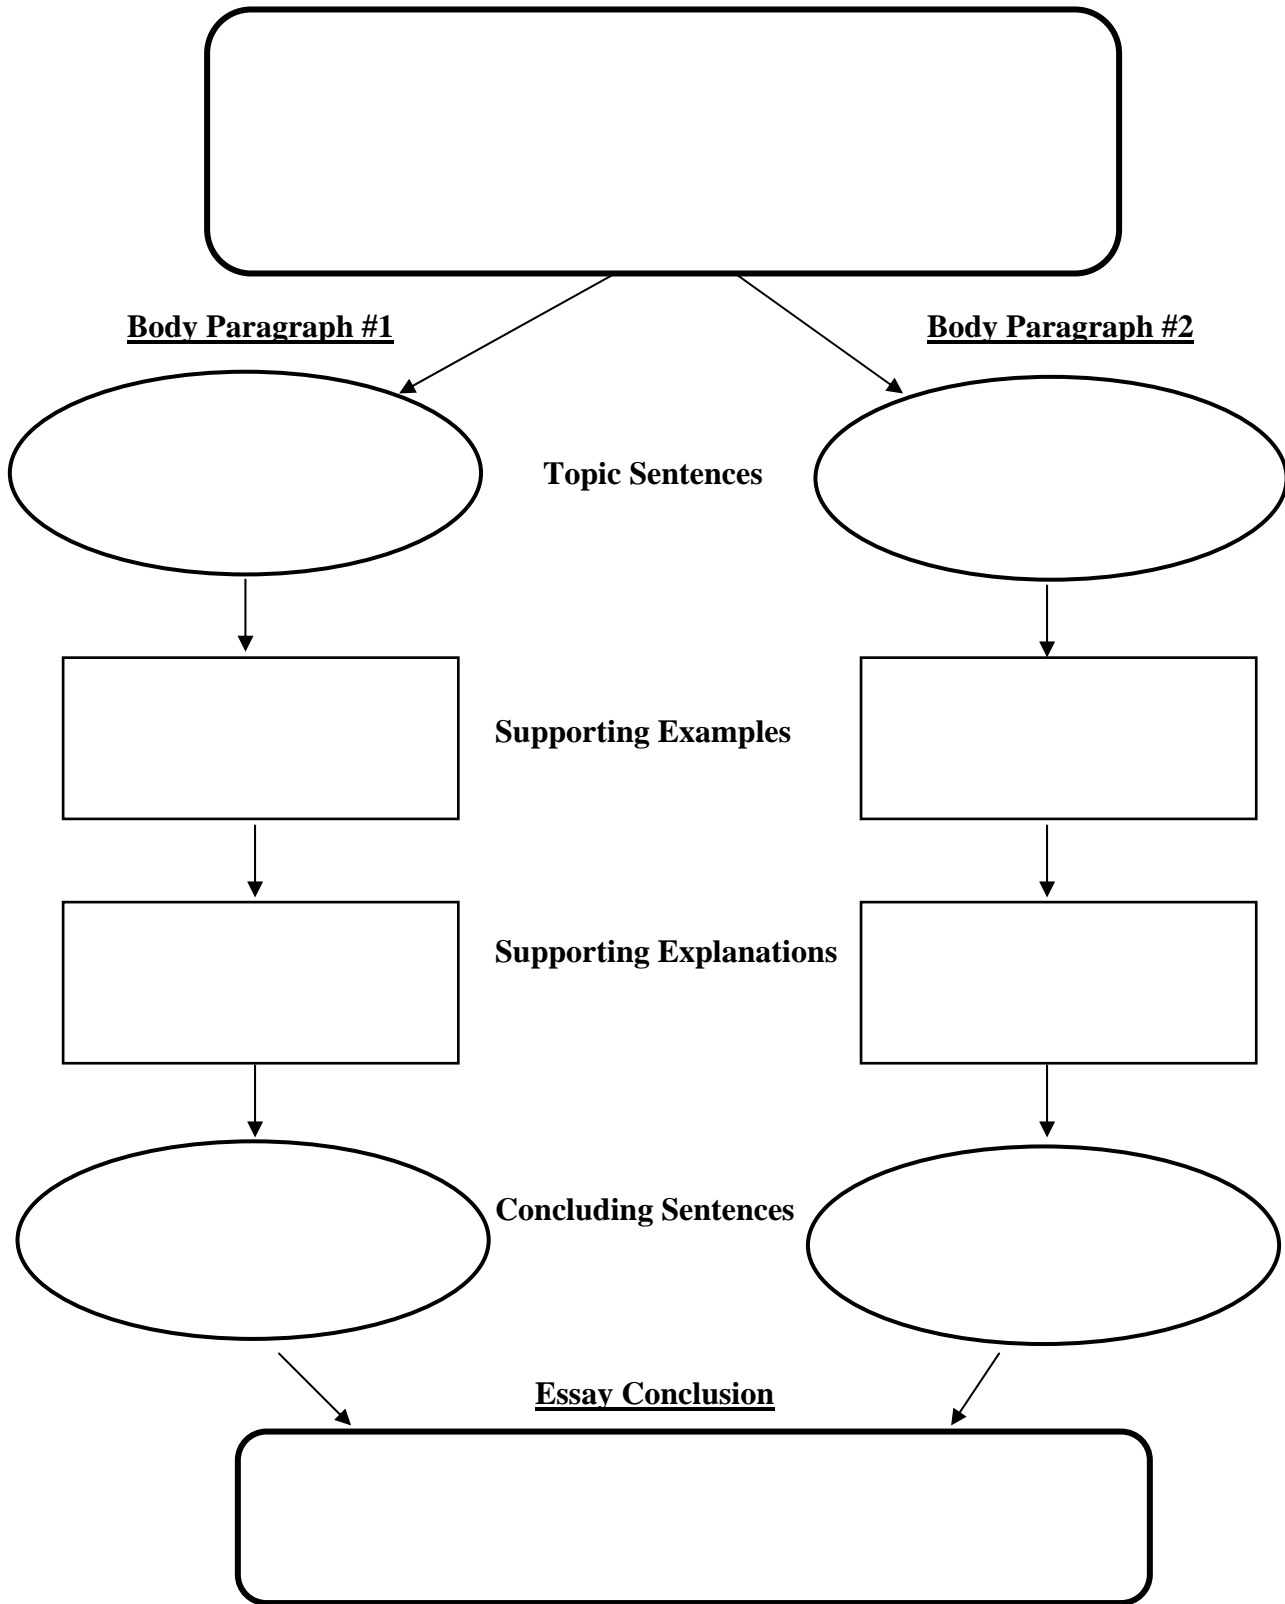 Body Paragraph #1
Body Paragraph #2
Topic Sentences
Supporting Examples
Supporting Explanations
Concluding Sentences
Essay Conclusion